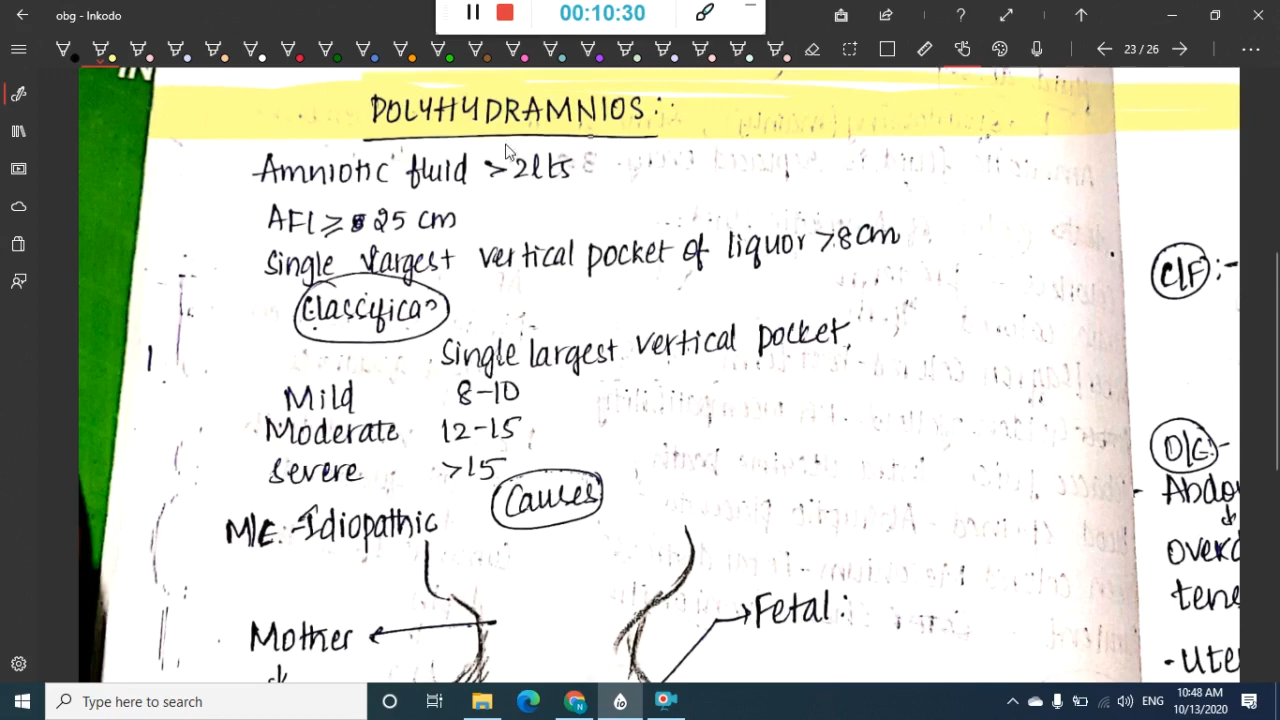 obg - Inkodo
00:10:30
23 / 26
POLYHYDRAMNIOS:
Amniotic fluid >2lts
AFI ≥ 25 cm
Single largest vertical pocket of liquor >8cm
C/F:-
Classifica
Single largest vertical pocket.
Mild 8-10
Moderate 12-15
severe >15
D/G:-
Causes
M/E. -Idiopathic
- Abdo
overd
tene
Fetal:
Mother
- Ute
Type here to search
ENG
10:48 AM
10/13/2020